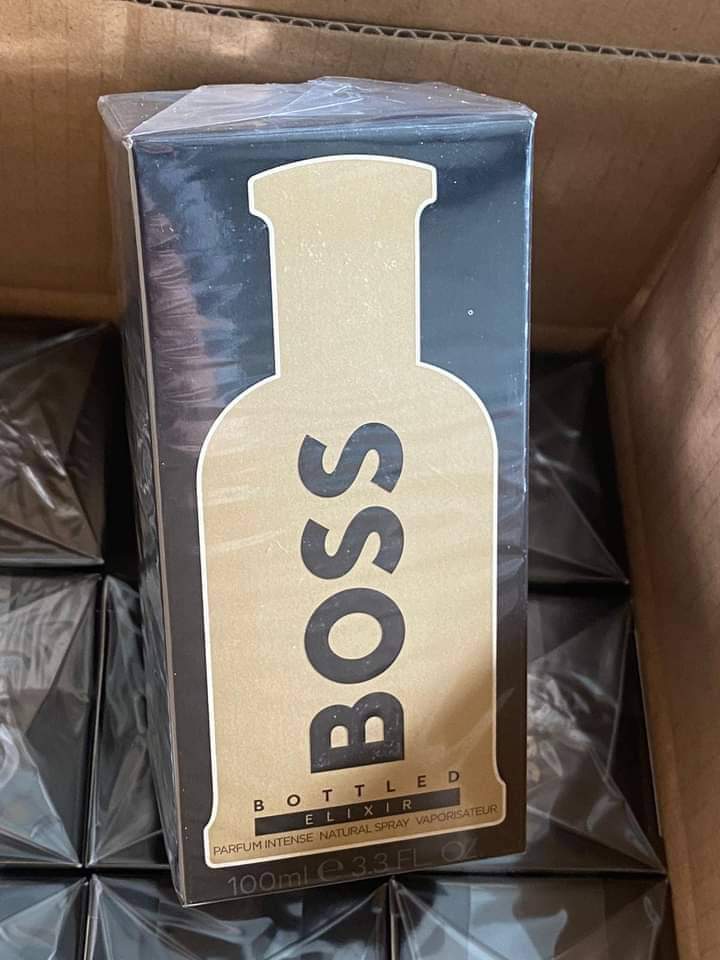 BOSS
BOTTLED
ELIXIR
PARFUM INTENSE NATURAL SPRAY VAPORISATEUR
100ml ℮ 3.3 FL. OZ.